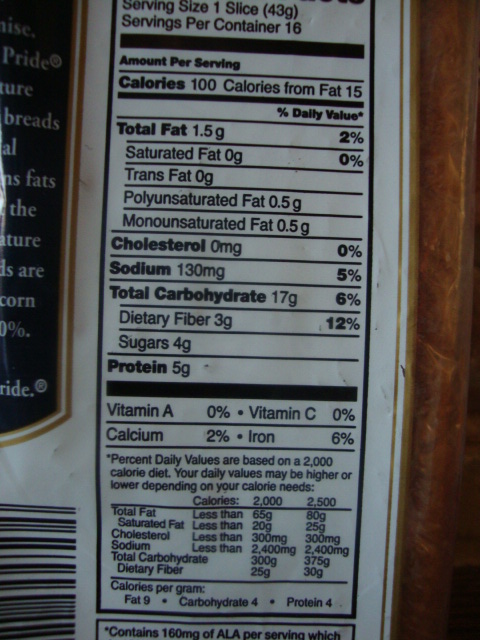 Serving Size 1 Slice (43g)
Servings Per Container 16
Amount Per Serving
Calories 100 Calories from Fat 15
% Daily Value*
Total Fat 1.5g 2%
Saturated Fat 0g 0%
Trans Fat 0g
Polyunsaturated Fat 0.5g
Monounsaturated Fat 0.5g
Cholesterol 0mg 0%
Sodium 130mg 5%
Total Carbohydrate 17g 6%
Dietary Fiber 3g 12%
Sugars 4g
Protein 5g
Vitamin A 0% • Vitamin C 0%
Calcium 2% • Iron 6%
*Percent Daily Values are based on a 2,000
calorie diet. Your daily values may be higher or
lower depending on your calorie needs:
Calories: 2,000 2,500
Total Fat Less than 65g 80g
Saturated Fat Less than 20g 25g
Cholesterol Less than 300mg 300mg
Sodium Less than 2,400mg 2,400mg
Total Carbohydrate 300g 375g
Dietary Fiber 25g 30g
Calories per gram:
Fat 9 • Carbohydrate 4 • Protein 4
*Contains 160mg of ALA per serving which
Pride®
breads
fats
the
are
corn
0%.
ride.®